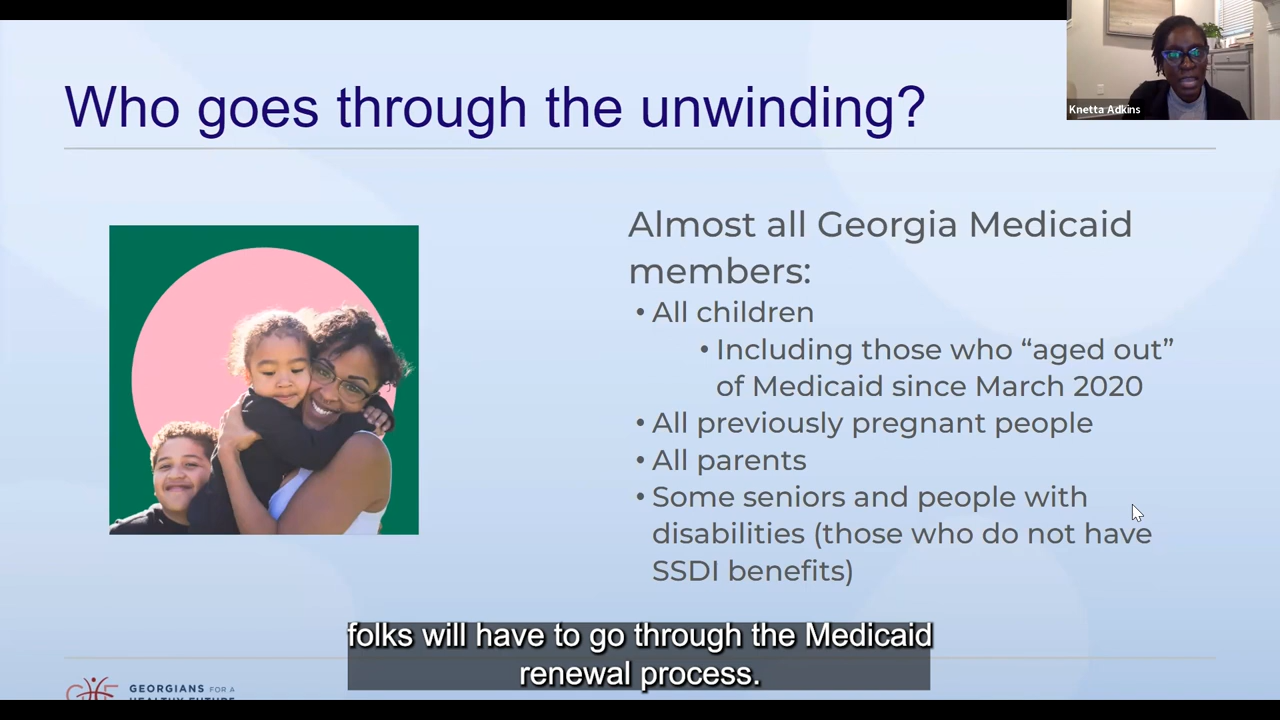 Knetta Adkins
Who goes through the unwinding?
Almost all Georgia Medicaid
members:
• All children
• Including those who “aged out”
of Medicaid since March 2020
• All previously pregnant people
• All parents
• Some seniors and people with
disabilities (those who do not have
SSDI benefits)
folks will have to go through the Medicaid
renewal process.
GEORGIANS FOR A
HEALTHY FUTURE